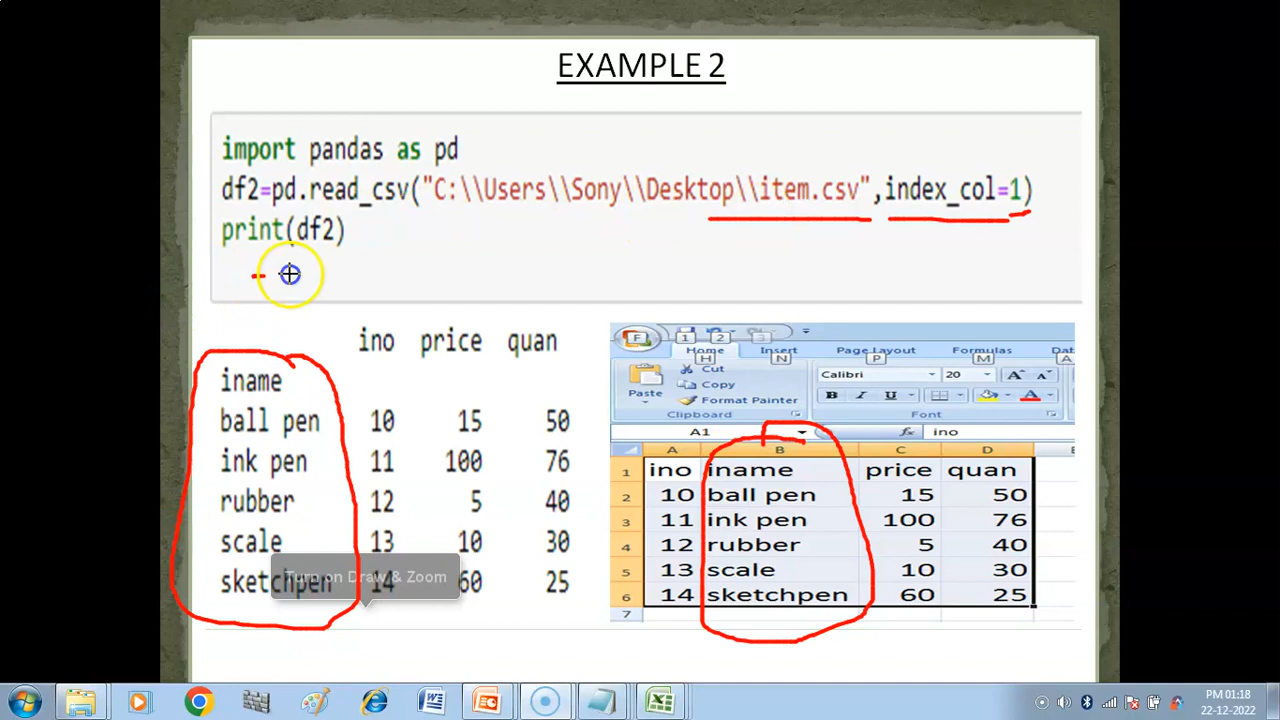 EXAMPLE 2
import pandas as pd
df2=pd.read_csv("C:\\Users\\Sony\\Desktop\\item.csv",index_col=1)
print(df2)
ino price quan
iname
ball pen 10 15 50
ink pen 11 100 76
rubber 12 5 40
scale 13 10 30
sketchpen 14 60 25
Turn on Draw & Zoom
F 1 2 3
Home Insert Page Layout Formulas Da
H N P M A
Paste Cut Copy Format Painter
Calibri 20 A A
B I U A
Clipboard Font
A1 fx ino
A B C D E
1 ino iname price quan
2 10 ball pen 15 50
3 11 ink pen 100 76
4 12 rubber 5 40
5 13 scale 10 30
6 14 sketchpen 60 25
7
PM 01:18
22-12-2022